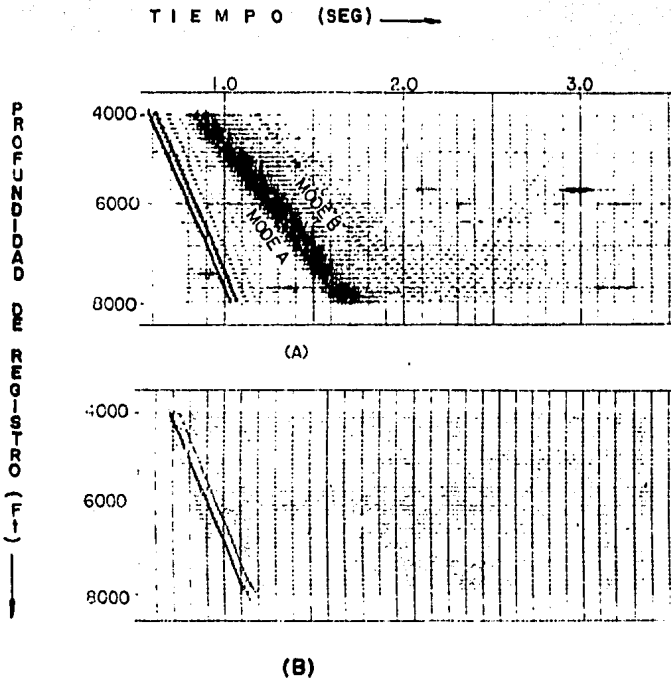 TIEMPO (SEG)
1.0 2.0 3.0
PROFUNDIDAD DE REGISTRO (Ft)
4000
6000
8000
MODE B
MODE A
(A)
4000
6000
8000
(B)